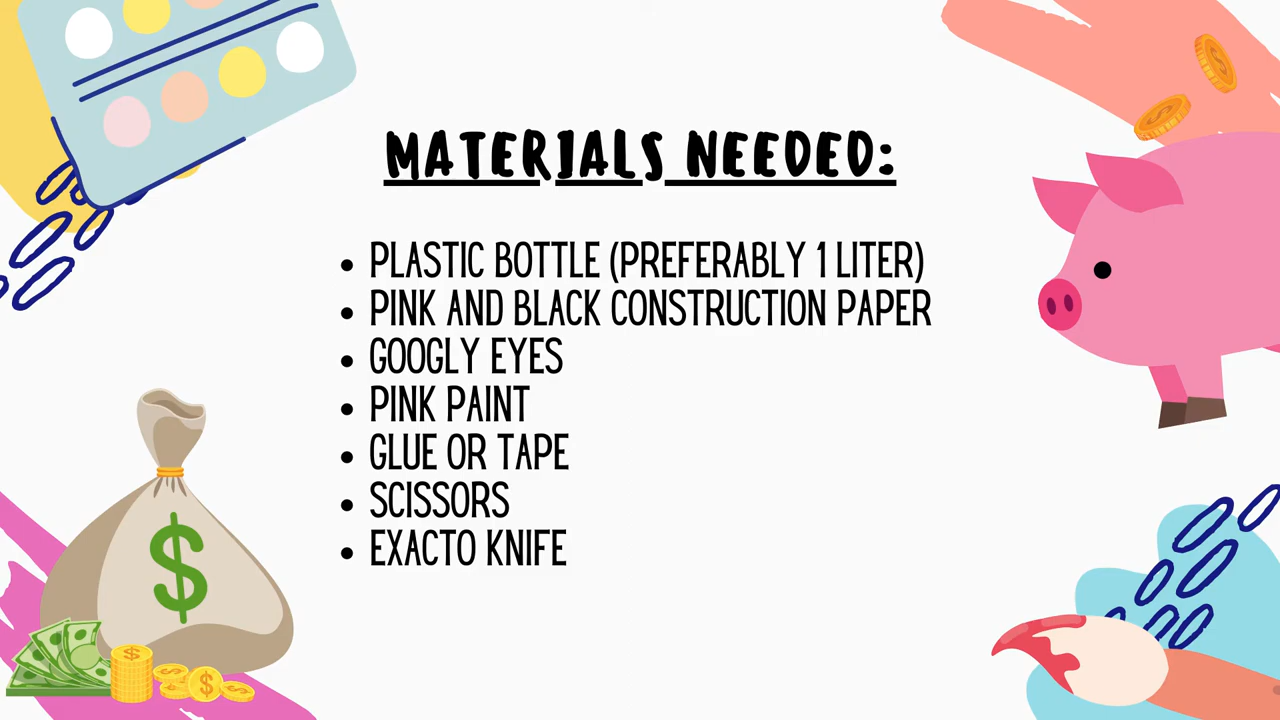 MATERIALS NEEDED:
• PLASTIC BOTTLE (PREFERABLY 1 LITER)
• PINK AND BLACK CONSTRUCTION PAPER
• GOOGLY EYES
• PINK PAINT
• GLUE OR TAPE
• SCISSORS
• EXACTO KNIFE
$